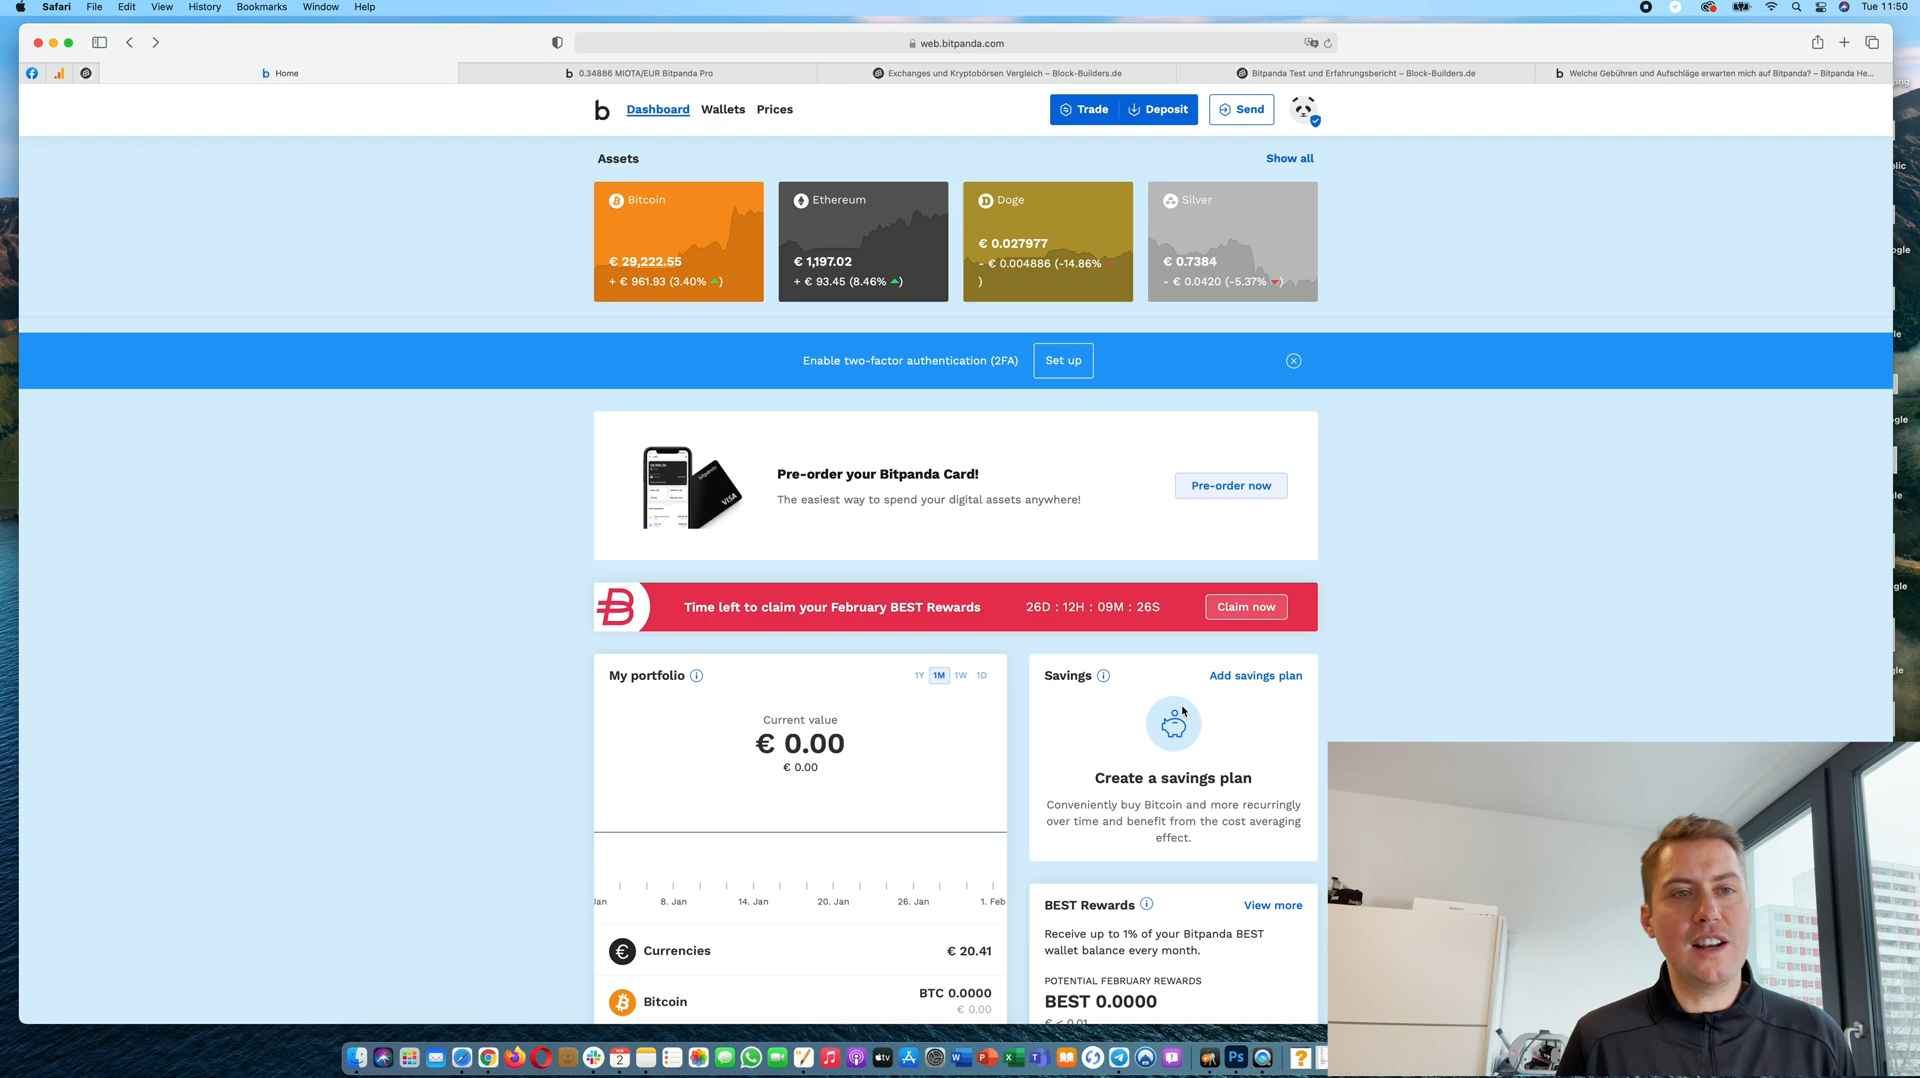 Safari File Edit View History Bookmarks Window Help
Tue 11:50
web.bitpanda.com
Home
0.34886 MIOTA/EUR Bitpanda Pro
Exchanges und Kryptobörsen Vergleich – Block-Builders.de
Bitpanda Test und Erfahrungsbericht – Block-Builders.de
Welche Gebühren und Aufschläge erwarten mich auf Bitpanda? – Bitpanda He...
b Dashboard Wallets Prices
Trade Deposit Send
Assets
Show all
Bitcoin
€ 29,222.55
+ € 961.93 (3.40% )
Ethereum
€ 1,197.02
+ € 93.45 (8.46% )
Doge
€ 0.027977
- € 0.004886 (-14.86%
)
Silver
€ 0.7384
- € 0.0420 (-5.37% )
Enable two-factor authentication (2FA)
Set up
Pre-order your Bitpanda Card!
The easiest way to spend your digital assets anywhere!
Pre-order now
bitpanda
VISA
Time left to claim your February BEST Rewards
26D : 12H : 09M : 26S
Claim now
My portfolio
1Y 1M 1W 1D
Current value
€ 0.00
€ 0.00
Jan 8. Jan 14. Jan 20. Jan 26. Jan 1. Feb
Currencies
€ 20.41
Bitcoin
BTC 0.0000
€ 0.00
Savings
Add savings plan
Create a savings plan
Conveniently buy Bitcoin and more recurringly
over time and benefit from the cost averaging
effect.
BEST Rewards
View more
Receive up to 1% of your Bitpanda BEST
wallet balance every month.
POTENTIAL FEBRUARY REWARDS
BEST 0.0000
€ < 0.01